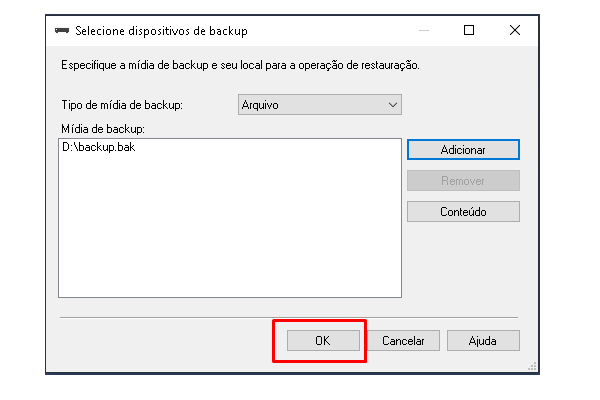 Selecione dispositivos de backup
Especifique a mídia de backup e seu local para a operação de restauração.
Tipo de mídia de backup: Arquivo
Mídia de backup:
D:\backup.bak
Adicionar
Remover
Conteúdo
OK Cancelar Ajuda